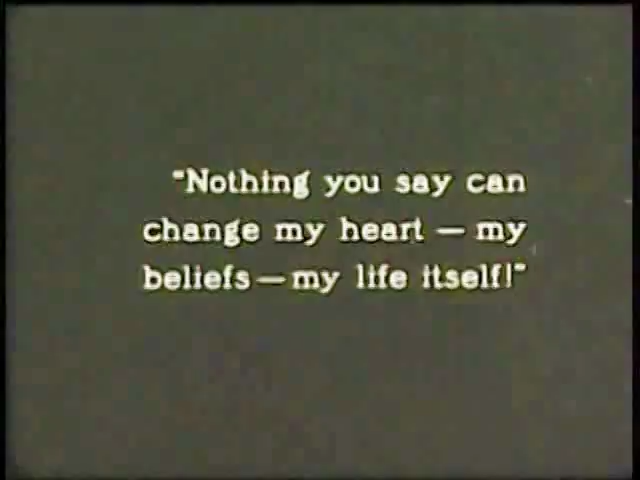 "Nothing you say can
change my heart — my
beliefs — my life itself!"